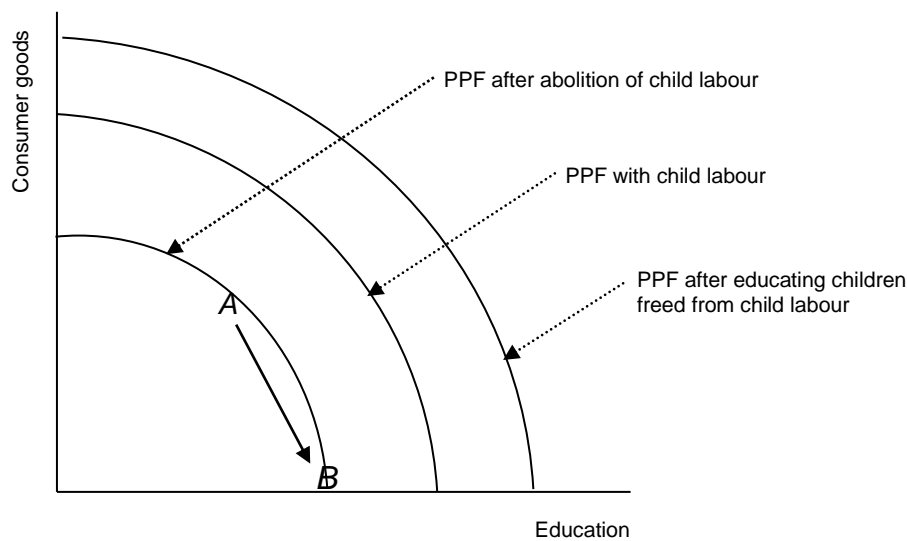 Consumer goods
PPF after abolition of child labour
PPF with child labour
PPF after educating children
freed from child labour
A
B
Education